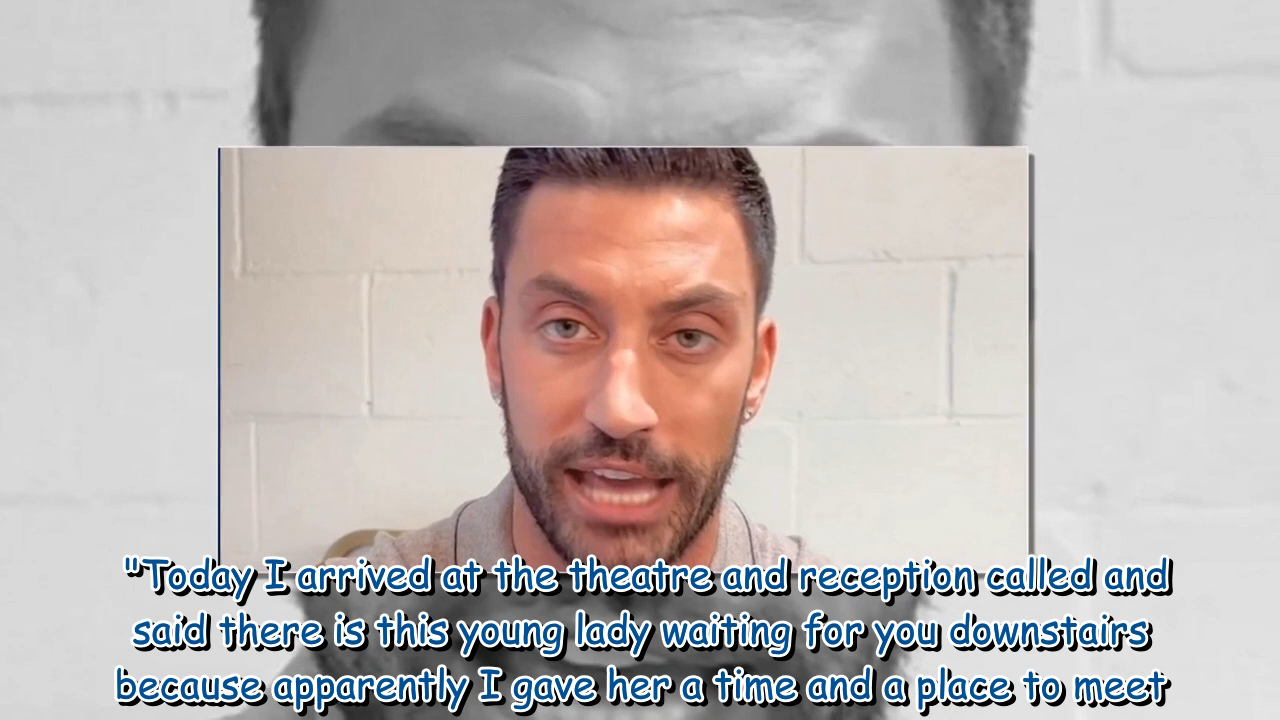 "Today I arrived at the theatre and reception called and
said there is this young lady waiting for you downstairs
because apparently I gave her a time and a place to meet